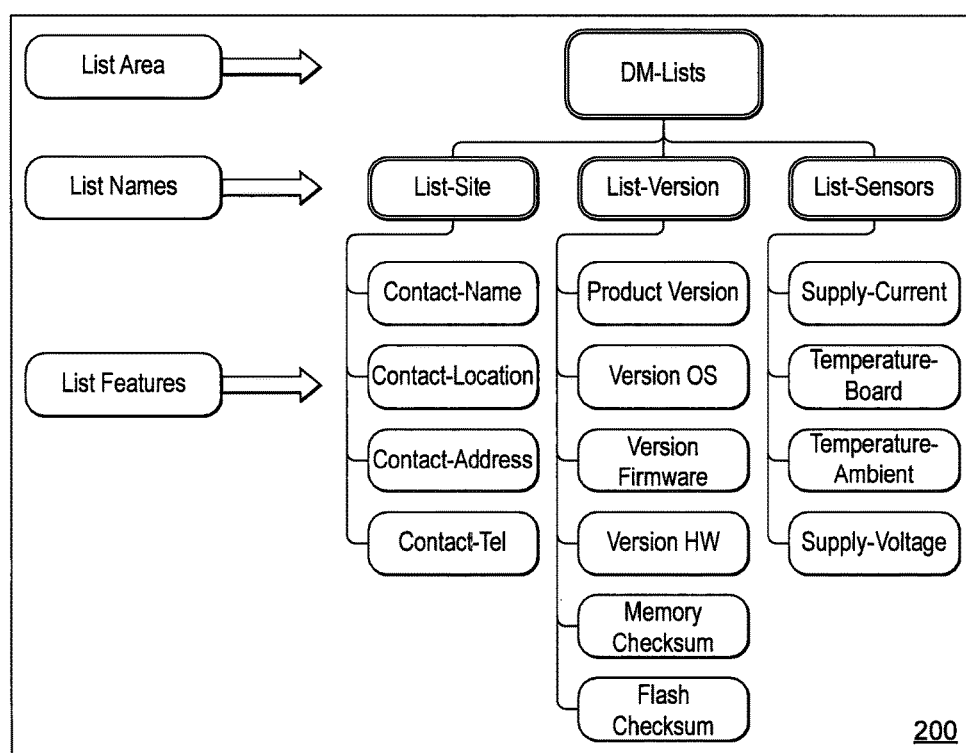 List Area
DM-Lists
List Names
List-Site
List-Version
List-Sensors
List Features
Contact-Name
Contact-Location
Contact-Address
Contact-Tel
Product Version
Version OS
Version
Firmware
Version HW
Memory
Checksum
Flash
Checksum
Supply-Current
Temperature-
Board
Temperature-
Ambient
Supply-Voltage
200